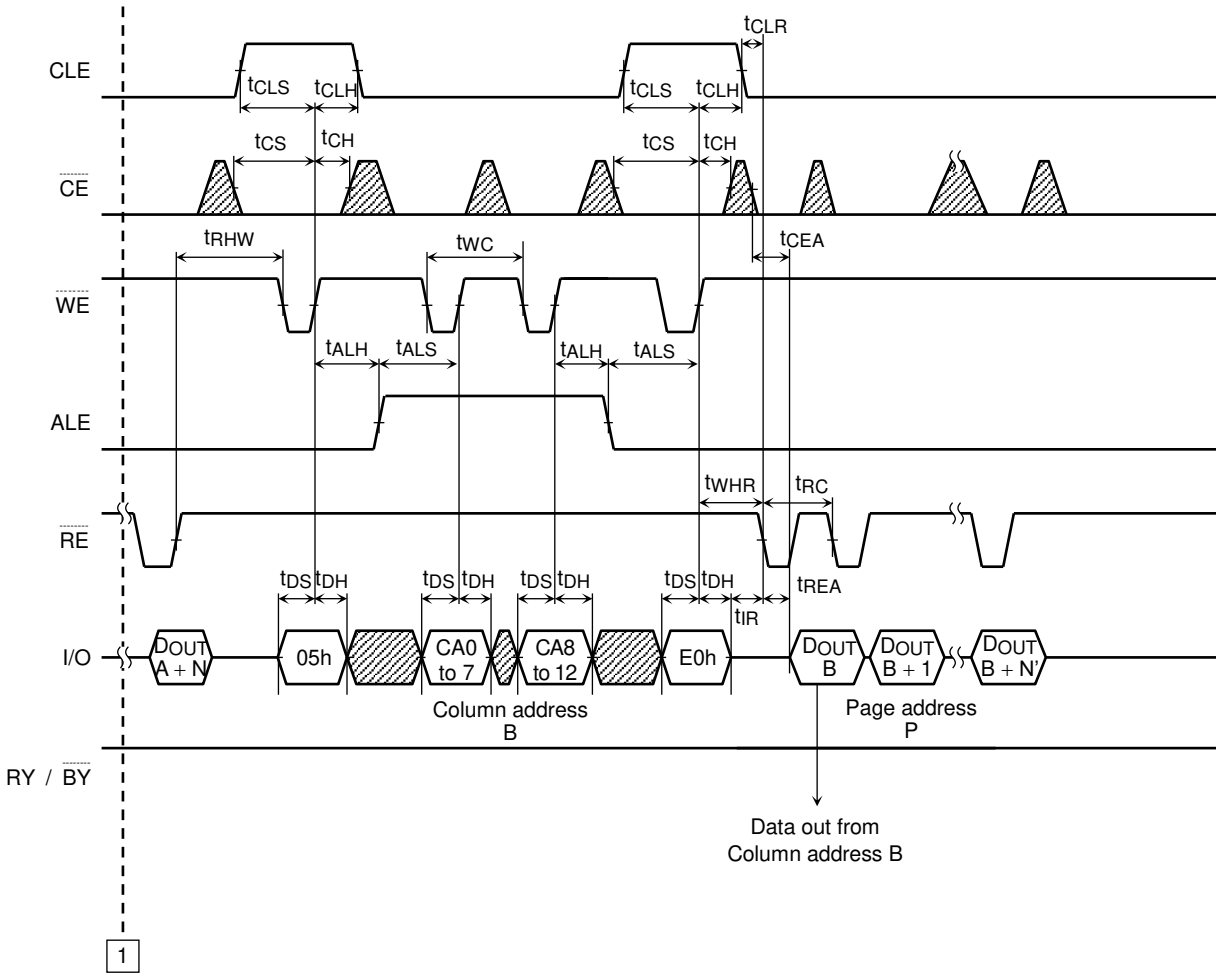 tCLR
CLE
tCLS tCLH tCLS tCLH
tCS tCH tCS tCH
CE
tRHW tWC tCEA
WE
tALH tALS tALH tALS
ALE
tWHR tRC
RE
tDS tDH tDS tDH tDS tDH tDS tDH tIR tREA
I/O
DOUT
A + N
05h
CA0
to 7
CA8
to 12
E0h
DOUT
B
DOUT
B + 1
DOUT
B + N'
Column address
B
Page address
P
RY / BY
Data out from
Column address B
1